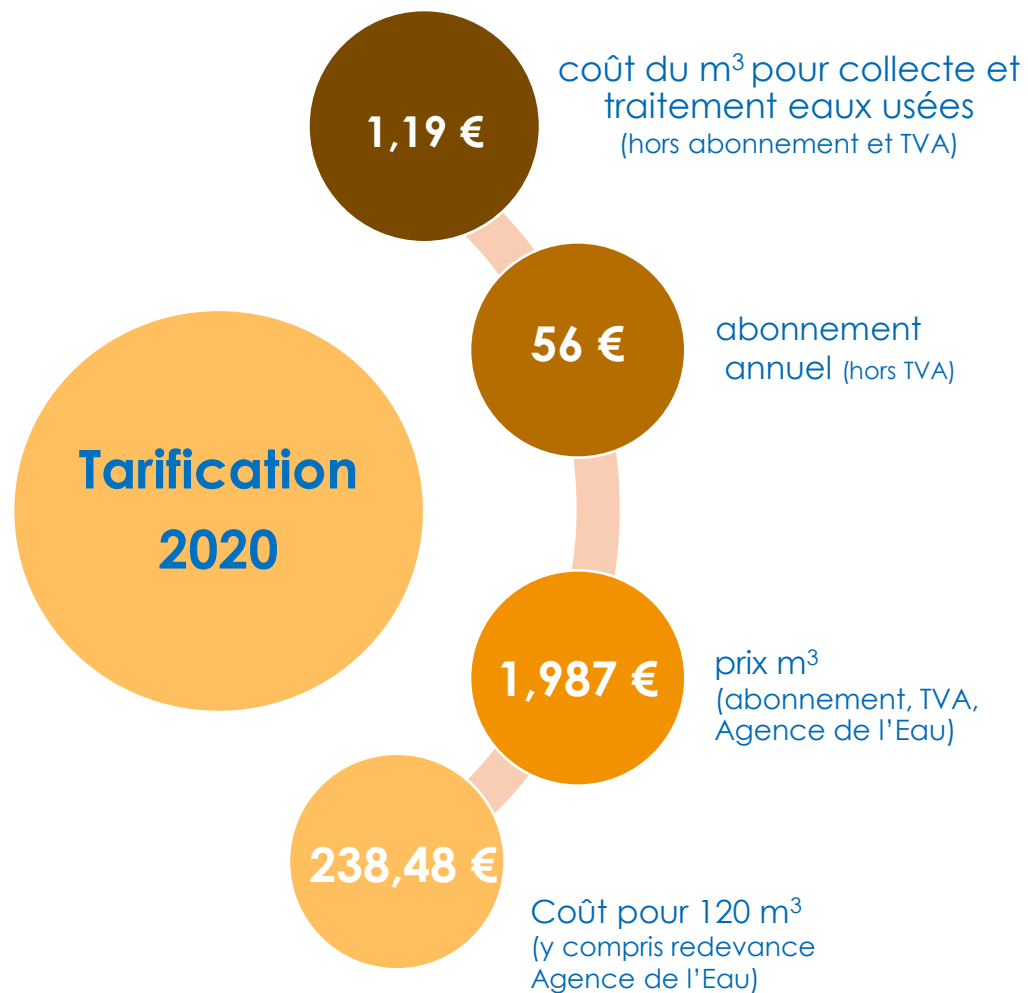 1,19 €
coût du m³ pour collecte et
traitement eaux usées
(hors abonnement et TVA)
56 €
abonnement
annuel (hors TVA)
Tarification
2020
1,987 €
prix m³
(abonnement, TVA,
Agence de l’Eau)
238,48 €
Coût pour 120 m³
(y compris redevance
Agence de l’Eau)